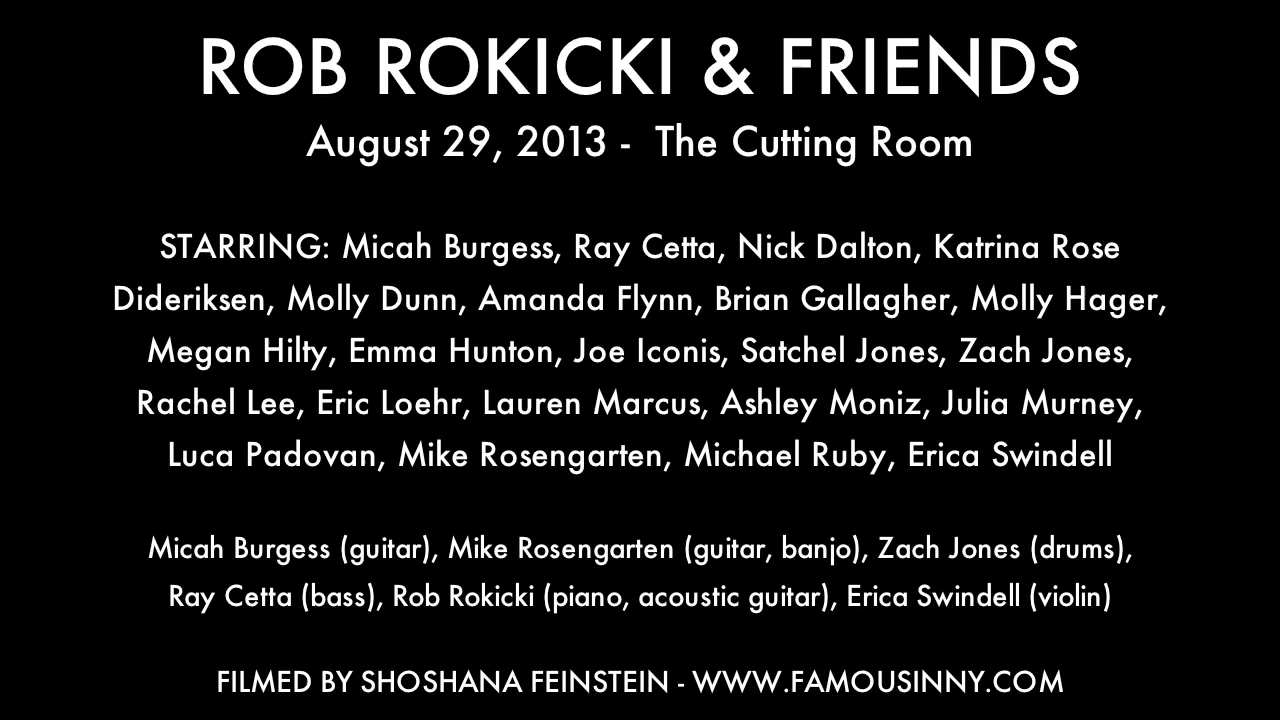 ROB ROKICKI & FRIENDS
August 29, 2013 - The Cutting Room
STARRING: Micah Burgess, Ray Cetta, Nick Dalton, Katrina Rose
Dideriksen, Molly Dunn, Amanda Flynn, Brian Gallagher, Molly Hager,
Megan Hilty, Emma Hunton, Joe Iconis, Satchel Jones, Zach Jones,
Rachel Lee, Eric Loehr, Lauren Marcus, Ashley Moniz, Julia Murney,
Luca Padovan, Mike Rosengarten, Michael Ruby, Erica Swindell
Micah Burgess (guitar), Mike Rosengarten (guitar, banjo), Zach Jones (drums),
Ray Cetta (bass), Rob Rokicki (piano, acoustic guitar), Erica Swindell (violin)
FILMED BY SHOSHANA FEINSTEIN - WWW.FAMOUSINNY.COM